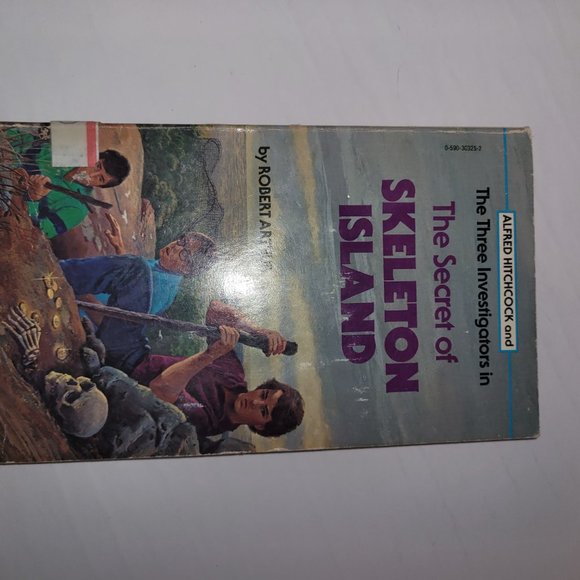 0-590-30325-2
ALFRED HITCHCOCK and
The Three Investigators in
The Secret of
SKELETON
ISLAND
by ROBERT ARTHUR